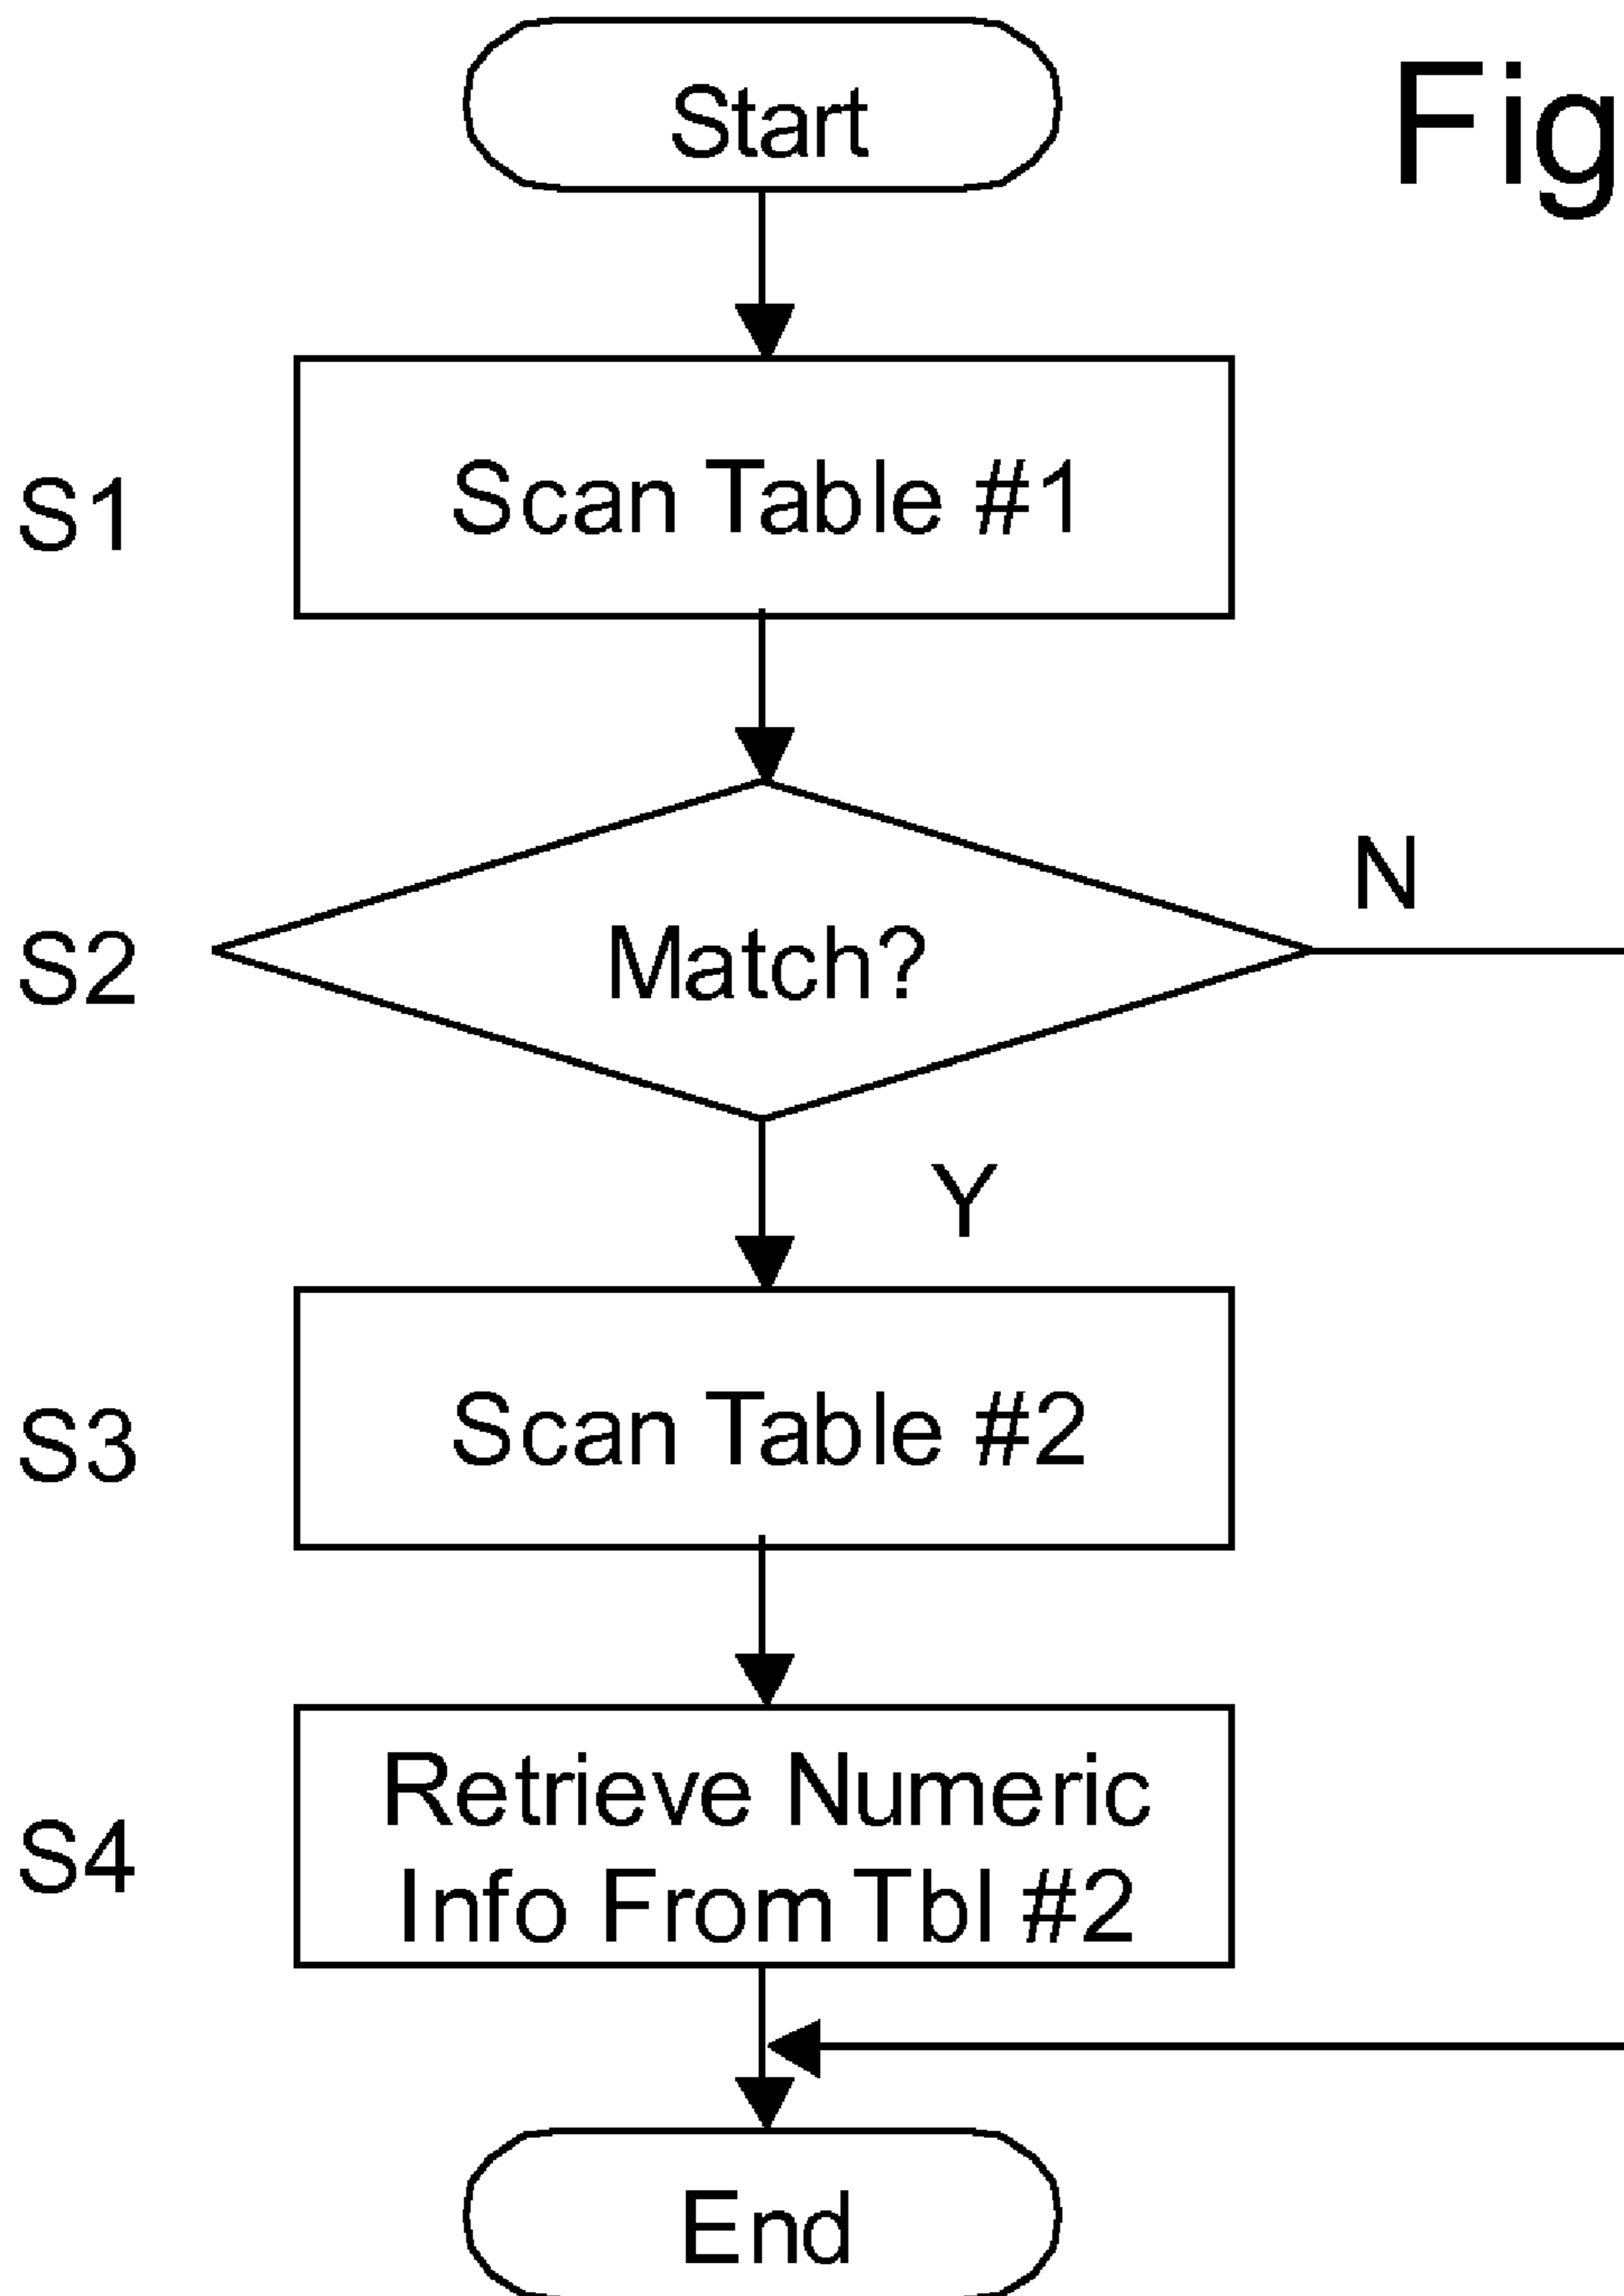 Start
Fig
S1
Scan Table #1
N
S2
Match?
Y
S3
Scan Table #2
S4
Retrieve Numeric
Info From Tbl #2
End